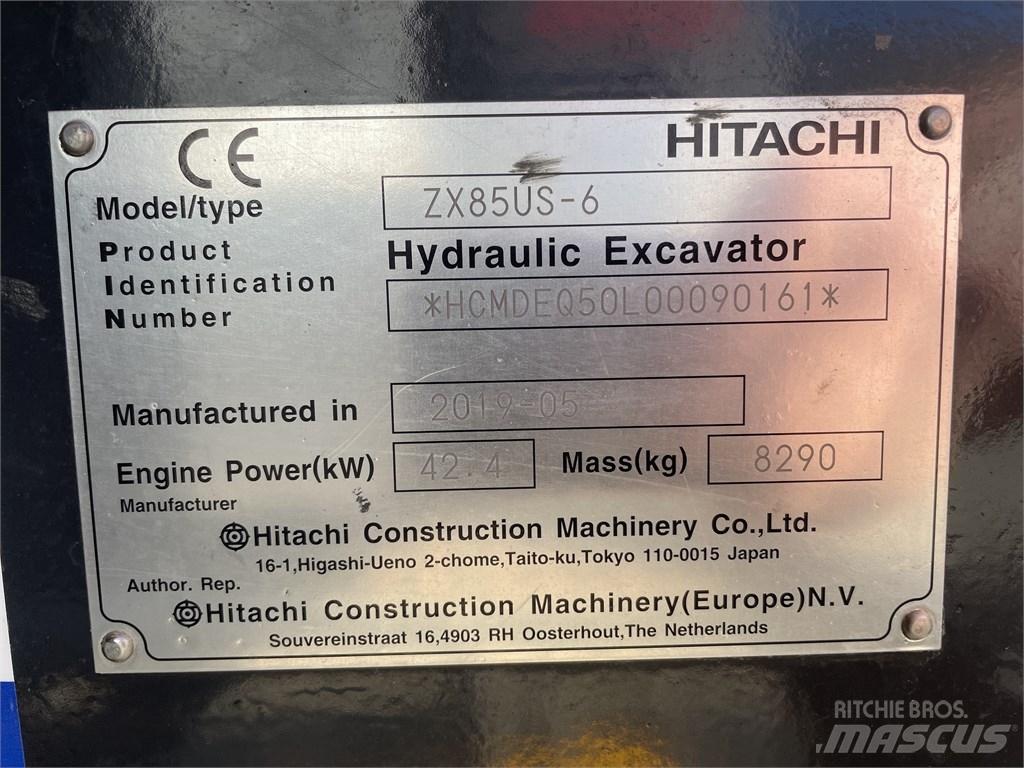 CE HITACHI
Model/type ZX85US-6
Product Hydraulic Excavator
Identification *HCMDEQ50L00090161*
Number
Manufactured in 2019-05
Engine Power(kW) 42.4 Mass(kg) 8290
Manufacturer
Hitachi Construction Machinery Co.,Ltd.
16-1,Higashi-Ueno 2-chome,Taito-ku,Tokyo 110-0015 Japan
Author. Rep.
Hitachi Construction Machinery(Europe)N.V.
Souvereinstraat 16,4903 RH Oosterhout,The Netherlands
RITCHIE BROS.
MASCUS